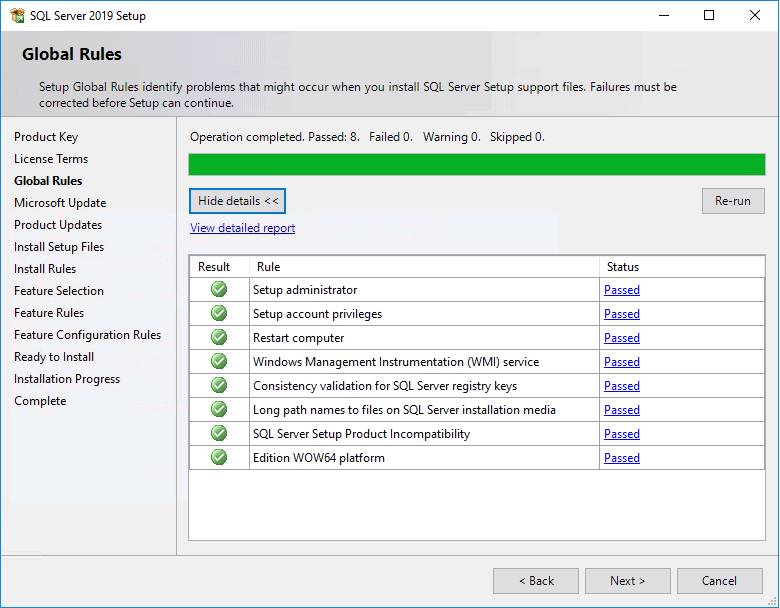 SQL Server 2019 Setup
Global Rules
Setup Global Rules identify problems that might occur when you install SQL Server Setup support files. Failures must be
corrected before Setup can continue.
Product Key
License Terms
Global Rules
Microsoft Update
Product Updates
Install Setup Files
Install Rules
Feature Selection
Feature Rules
Feature Configuration Rules
Ready to Install
Installation Progress
Complete
Operation completed. Passed: 8.   Failed 0.   Warning 0.   Skipped 0.
Hide details <<
Re-run
View detailed report
Result Rule Status
Setup administrator Passed
Setup account privileges Passed
Restart computer Passed
Windows Management Instrumentation (WMI) service Passed
Consistency validation for SQL Server registry keys Passed
Long path names to files on SQL Server installation media Passed
SQL Server Setup Product Incompatibility Passed
Edition WOW64 platform Passed
< Back Next > Cancel